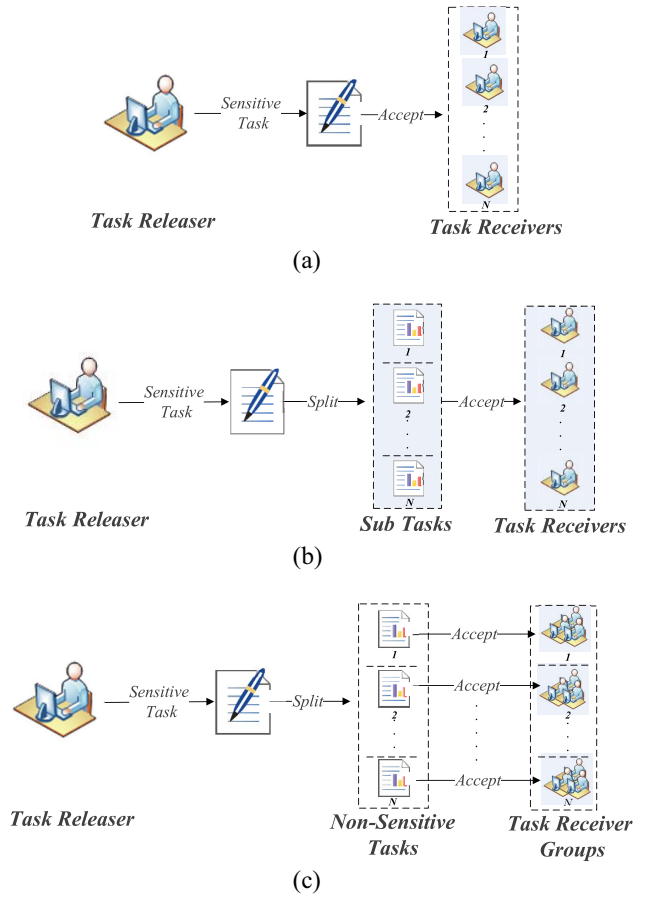 Sensitive
Task
Accept
1
2
N
Task Releaser
Task Receivers
(a)
Sensitive
Task
Split
1
2
N
Accept
1
2
N
Task Releaser
Sub Tasks
Task Receivers
(b)
Sensitive
Task
Split
1
2
N
Accept
Accept
Accept
1
2
N
Task Releaser
Non-Sensitive
Tasks
Task Receiver
Groups
(c)